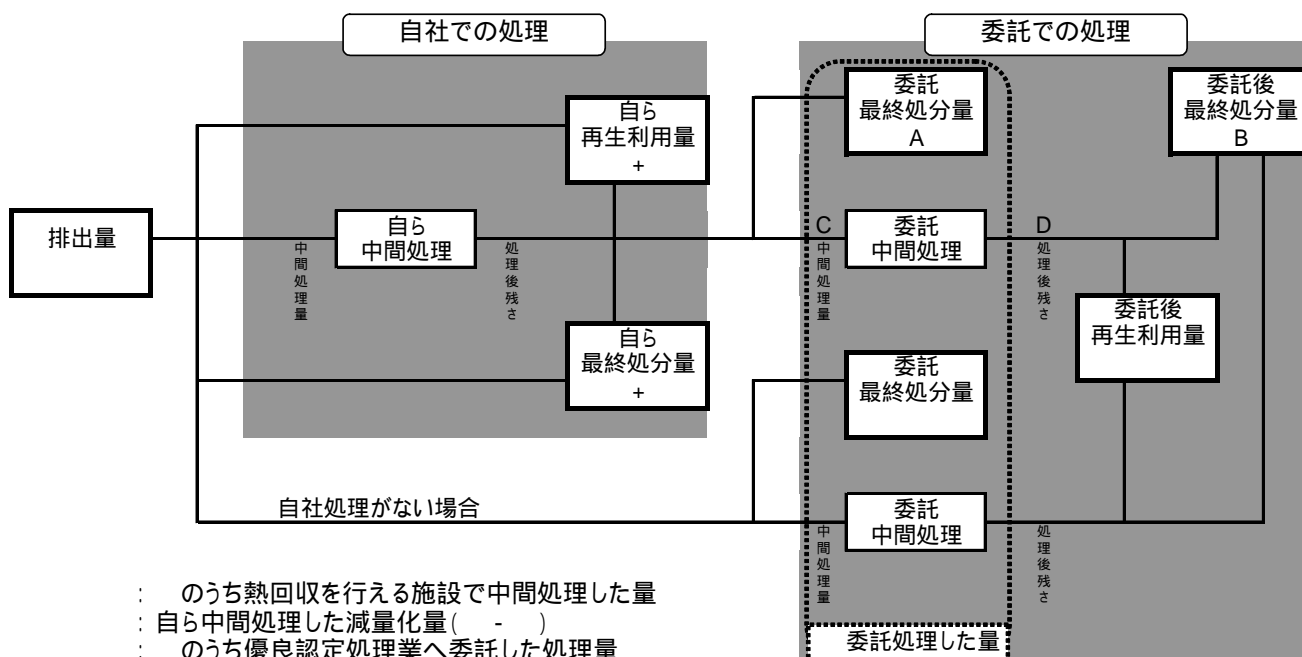 自社での処理
委託での処理
自ら
再生利用量
+
委託
最終処分量
A
委託後
最終処分量
B
排出量
中間処理量
自ら
中間処理
処理後残さ
C
中間処理量
委託
中間処理
D
処理後残さ
委託後
再生利用量
自ら
最終処分量
+
委託
最終処分量
自社処理がない場合
中間処理量
委託
中間処理
処理後残さ
: のうち熱回収を行える施設で中間処理した量
: 自ら中間処理した減量化量( - )
: のうち優良認定処理業へ委託した処理量
委託処理した量